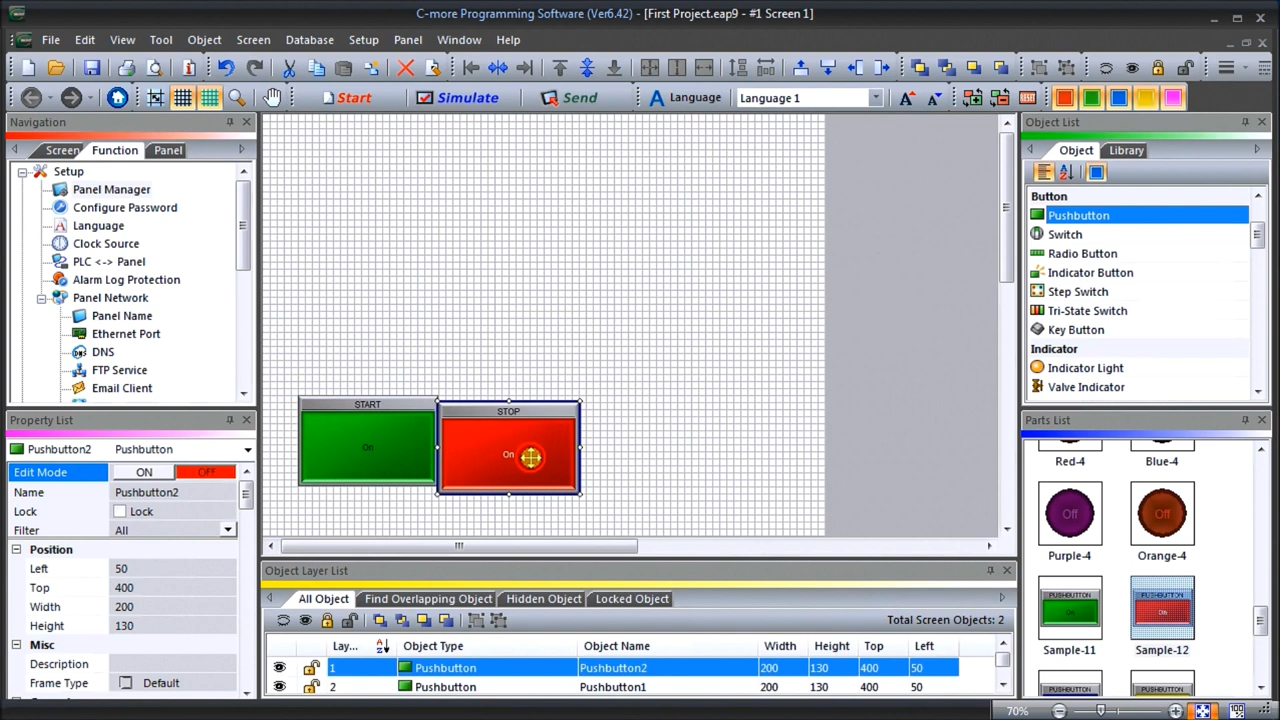 C-more Programming Software (Ver6.42) - [First Project.eap9 - #1 Screen 1]
File Edit View Tool Object Screen Database Setup Panel Window Help
Start Simulate Send Language Language 1
Navigation
Screen Function Panel
Setup
Panel Manager
Configure Password
Language
Clock Source
PLC <-> Panel
Alarm Log Protection
Panel Network
Panel Name
Ethernet Port
DNS
FTP Service
Email Client
Property List
Pushbutton2 Pushbutton
Edit Mode ON OFF
Name Pushbutton2
Lock Lock
Filter All
Position
Left 50
Top 400
Width 200
Height 130
Misc
Description
Frame Type Default
START
On
STOP
On
Object Layer List
All Object Find Overlapping Object Hidden Object Locked Object
Total Screen Objects: 2
Lay... Object Type Object Name Width Height Top Left
1 Pushbutton Pushbutton2 200 130 400 50
2 Pushbutton Pushbutton1 200 130 400 50
Object List
Object Library
Button
Pushbutton
Switch
Radio Button
Indicator Button
Step Switch
Tri-State Switch
Key Button
Indicator
Indicator Light
Valve Indicator
Parts List
Red-4 Blue-4
Off Off
Purple-4 Orange-4
PUSHBUTTON PUSHBUTTON
On On
Sample-11 Sample-12
70%